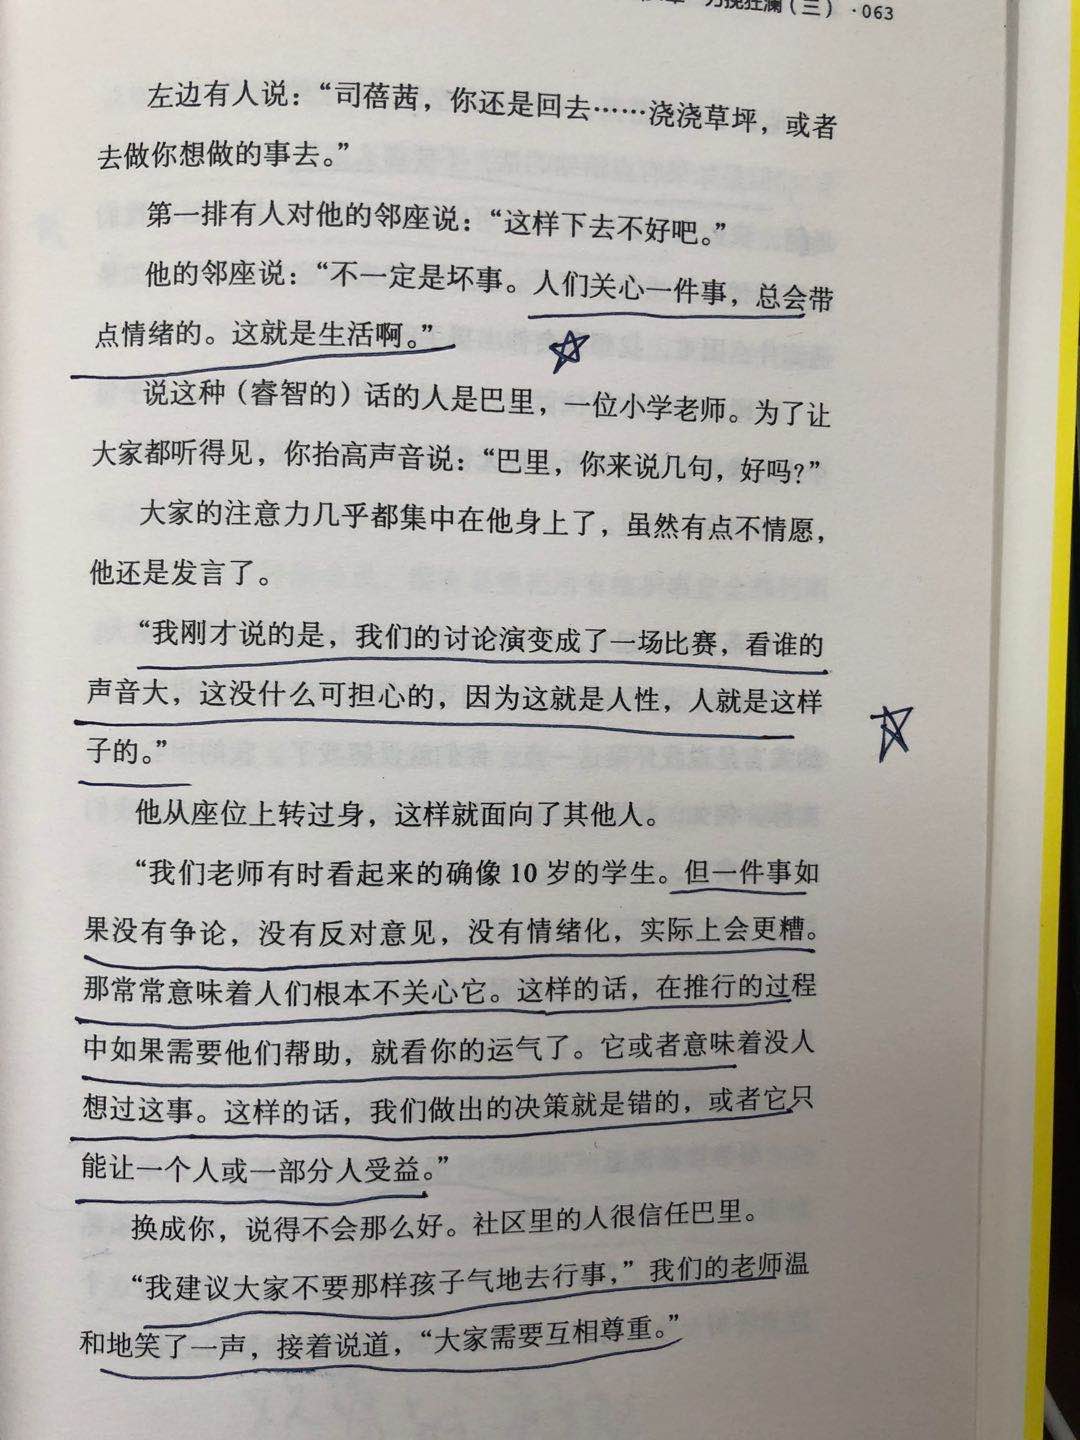 力挽狂澜（三）·063
左边有人说：“司蓓茜，你还是回去……浇浇草坪，或者
去做你想做的事去。”
第一排有人对他的邻座说：“这样下去不好吧。”
他的邻座说：“不一定是坏事。人们关心一件事，总会带
点情绪的。这就是生活啊。”
说这种（睿智的）话的人是巴里，一位小学老师。为了让
大家都听得见，你抬高声音说：“巴里，你来说几句，好吗？”
大家的注意力几乎都集中在他身上了，虽然有点不情愿，
他还是发言了。
“我刚才说的是，我们的讨论演变成了一场比赛，看谁的
声音大，这没什么可担心的，因为这就是人性，人就是这样
子的。”
他从座位上转过身，这样就面向了其他人。
“我们老师有时看起来的确像 10 岁的学生。但一件事如
果没有争论，没有反对意见，没有情绪化，实际上会更糟。
那常常意味着人们根本不关心它。这样的话，在推行的过程
中如果需要他们帮助，就看你的运气了。它或者意味着没人
想过这事。这样的话，我们做出的决策就是错的，或者它只
能让一个人或一部分人受益。”
换成你，说得不会那么好。社区里的人很信任巴里。
“我建议大家不要那样孩子气地去行事，”我们的老师温
和地笑了一声，接着说道，“大家需要互相尊重。”